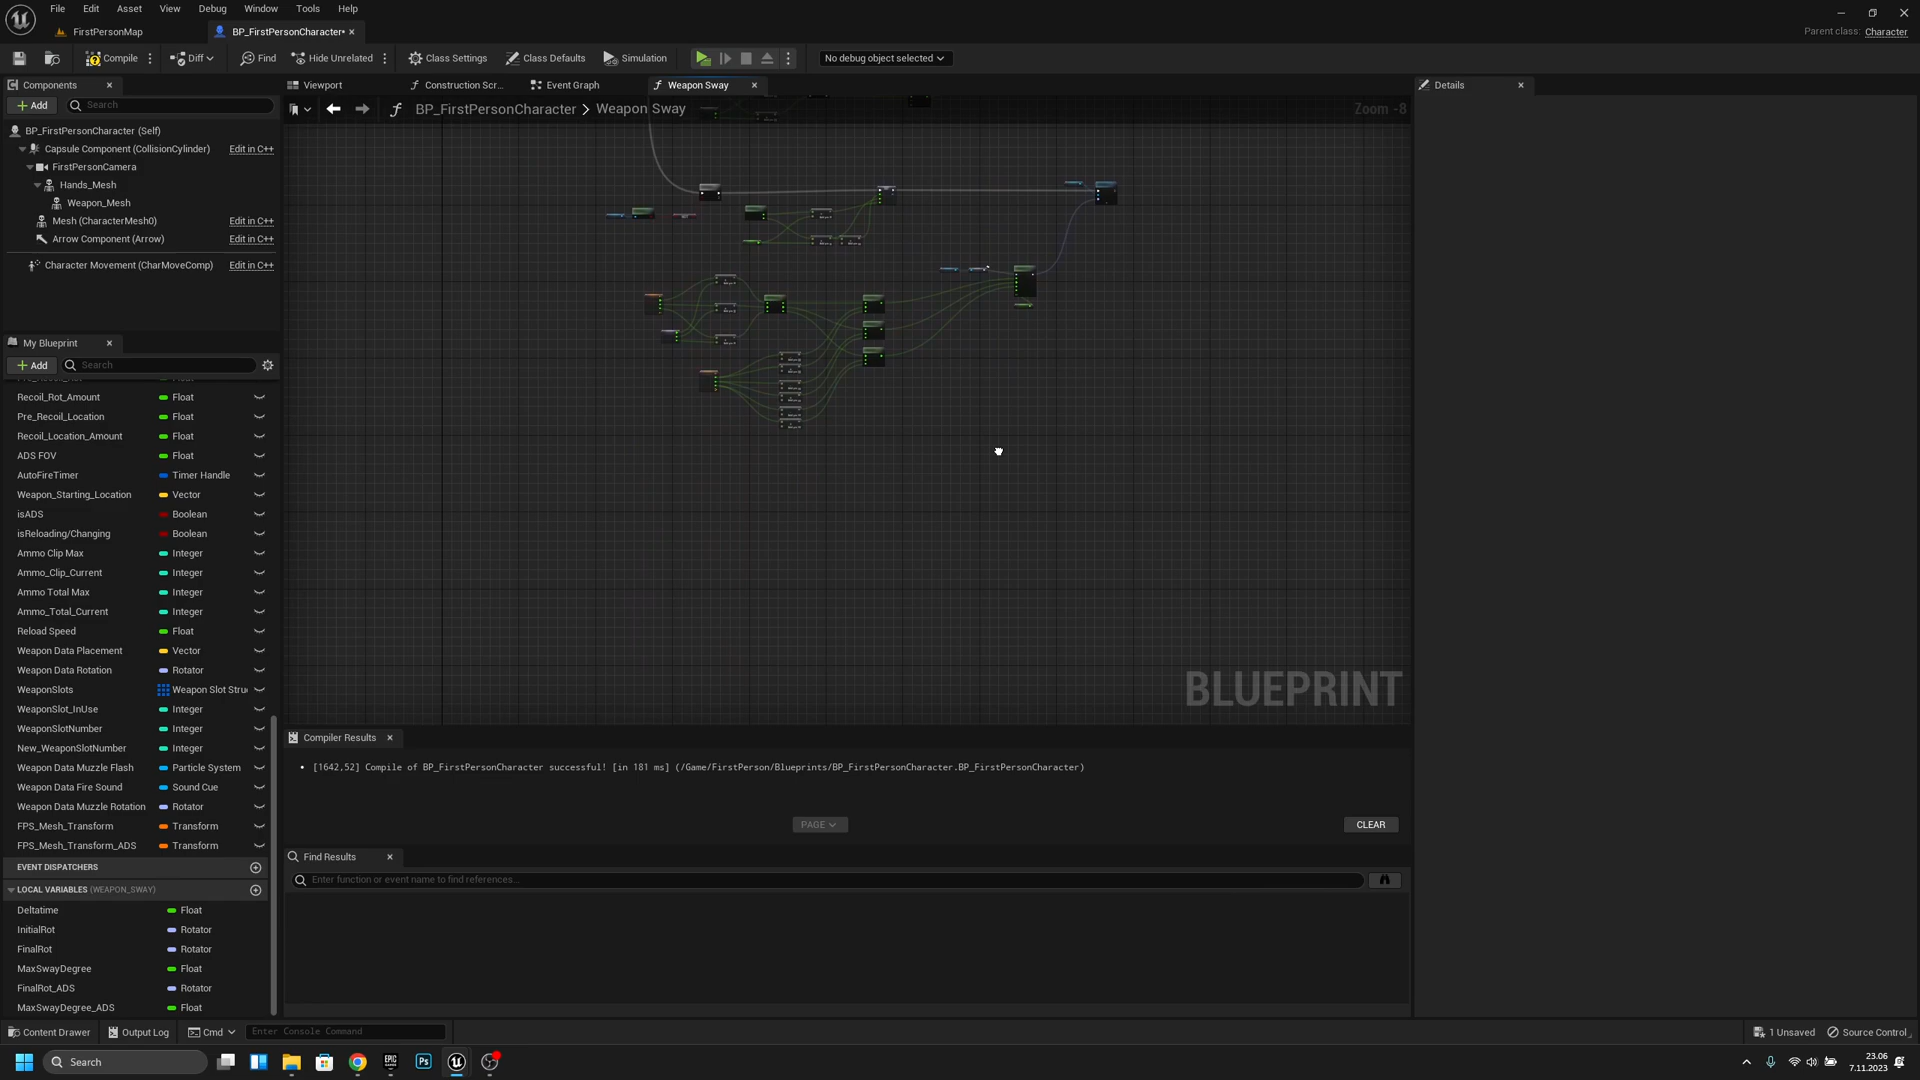 File Edit Asset View Debug Window Tools Help
FirstPersonMap BP_FirstPersonCharacter•
Parent class: Character
Compile Diff Find Hide Unrelated Class Settings Class Defaults Simulation No debug object selected
Components Viewport Construction Scr... Event Graph Weapon Sway Details
Add Search BP_FirstPersonCharacter > Weapon Sway Zoom -8
BP_FirstPersonCharacter (Self)
Capsule Component (CollisionCylinder) Edit in C++
FirstPersonCamera
Hands_Mesh
Weapon_Mesh
Mesh (CharacterMesh0) Edit in C++
Arrow Component (Arrow) Edit in C++
Character Movement (CharMoveComp) Edit in C++
My Blueprint
Add Search
Recoil_Rot_Amount Float
Pre_Recoil_Location Float
Recoil_Location_Amount Float
ADS FOV Float
AutoFireTimer Timer Handle
Weapon_Starting_Location Vector
isADS Boolean
isReloading/Changing Boolean
Ammo Clip Max Integer
Ammo_Clip_Current Integer
Ammo Total Max Integer
Ammo_Total_Current Integer
Reload Speed Float
Weapon Data Placement Vector
Weapon Data Rotation Rotator
WeaponSlots Weapon Slot Stru
WeaponSlot_InUse Integer
WeaponSlotNumber Integer
New_WeaponSlotNumber Integer
Weapon Data Muzzle Flash Particle System
Weapon Data Fire Sound Sound Cue
Weapon Data Muzzle Rotation Rotator
FPS_Mesh_Transform Transform
FPS_Mesh_Transform_ADS Transform
EVENT DISPATCHERS
LOCAL VARIABLES (WEAPON_SWAY)
Deltatime Float
InitialRot Rotator
FinalRot Rotator
MaxSwayDegree Float
FinalRot_ADS Rotator
MaxSwayDegree_ADS Float
BLUEPRINT
Compiler Results
• [1642,52] Compile of BP_FirstPersonCharacter successful! [in 181 ms] (/Game/FirstPerson/Blueprints/BP_FirstPersonCharacter.BP_FirstPersonCharacter)
PAGE CLEAR
Find Results
Enter function or event name to find references...
Content Drawer Output Log Cmd Enter Console Command 1 Unsaved Source Control
Search EPIC Ps 23.06
7.11.2023